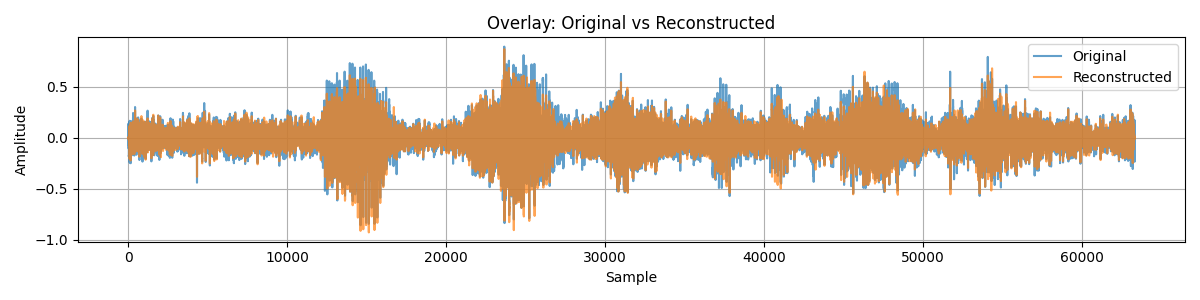 Overlay: Original vs Reconstructed
Original
Reconstructed
Amplitude
0.5
0.0
−0.5
−1.0
0
10000
20000
30000
40000
50000
60000
Sample